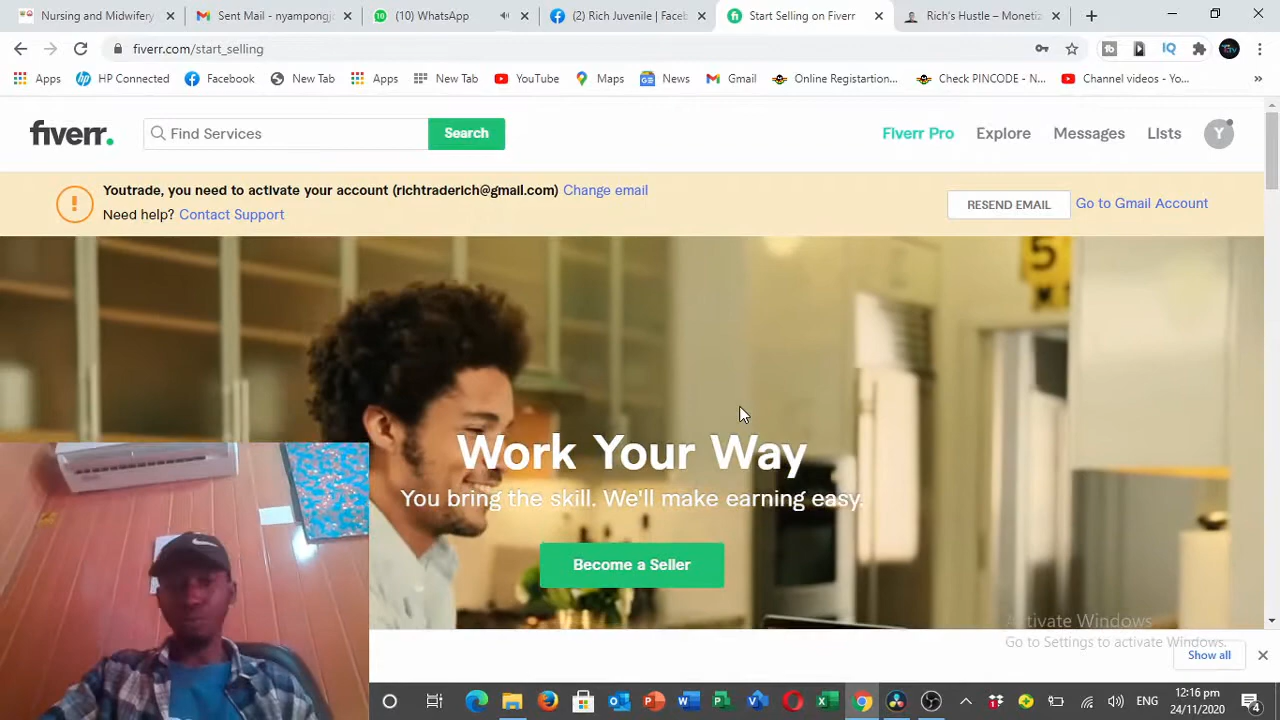 Nursing and Midwifery
Sent Mail - nyampongj
(10) WhatsApp
(2) Rich Juvenile | Faceb
Start Selling on Fiverr
Rich's Hustle – Monetiz
fiverr.com/start_selling
Apps
HP Connected
Facebook
New Tab
Apps
New Tab
YouTube
Maps
News
Gmail
Online Registartion...
Check PINCODE - N...
Channel videos - Yo...
fiverr.
Find Services
Search
Fiverr Pro
Explore
Messages
Lists
Y
Youtrade, you need to activate your account (richtraderich@gmail.com) Change email
Need help? Contact Support
RESEND EMAIL
Go to Gmail Account
5
Work Your Way
You bring the skill. We'll make earning easy.
Become a Seller
Activate Windows
Go to Settings to activate Windows.
Show all
ENG
12:16 pm
24/11/2020
4